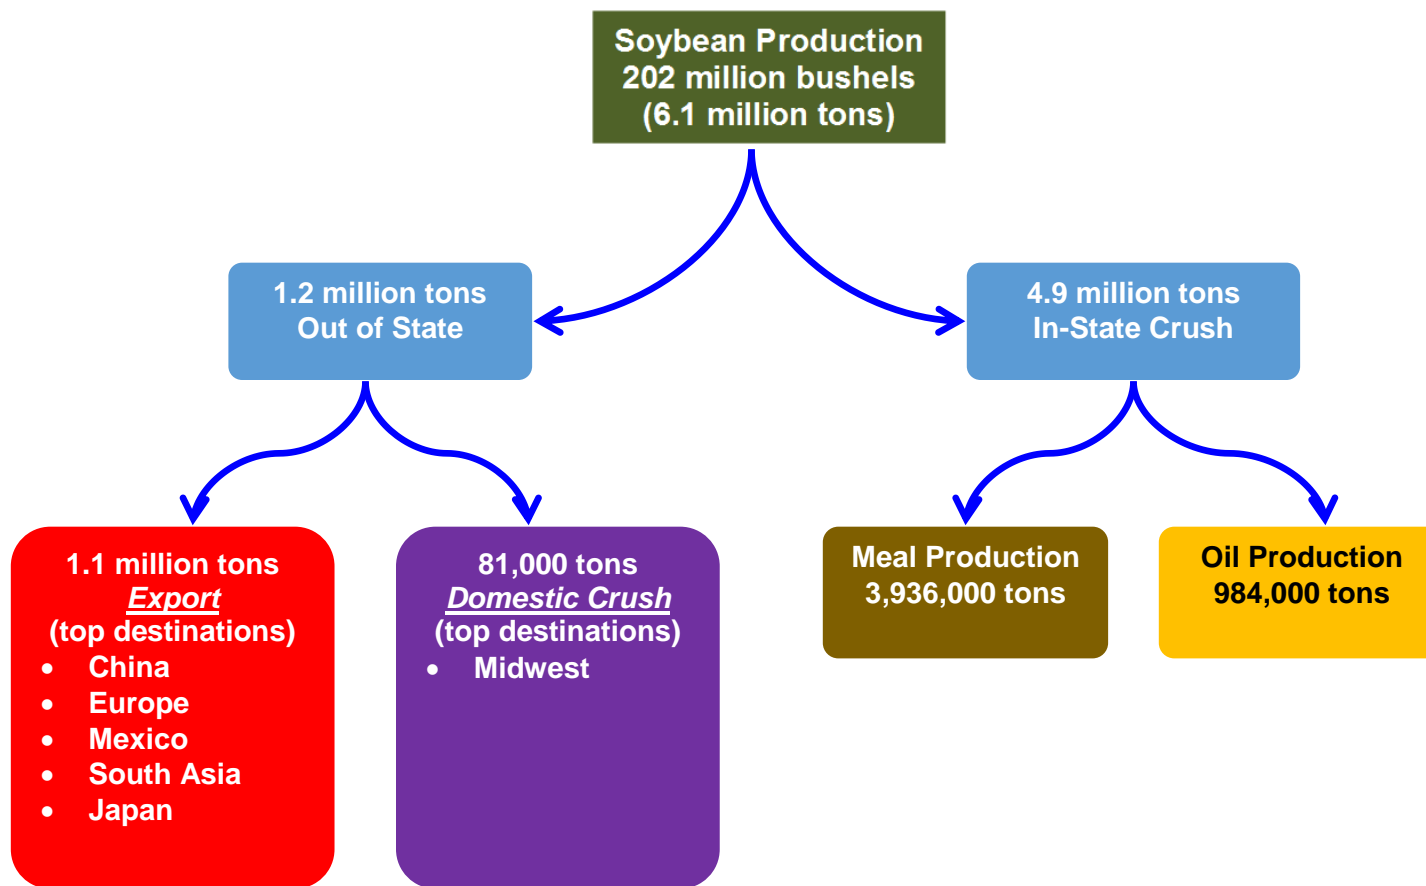 Soybean Production
202 million bushels
(6.1 million tons)
1.2 million tons
Out of State
4.9 million tons
In-State Crush
1.1 million tons
Export
(top destinations)
• China
• Europe
• Mexico
• South Asia
• Japan
81,000 tons
Domestic Crush
(top destinations)
• Midwest
Meal Production
3,936,000 tons
Oil Production
984,000 tons